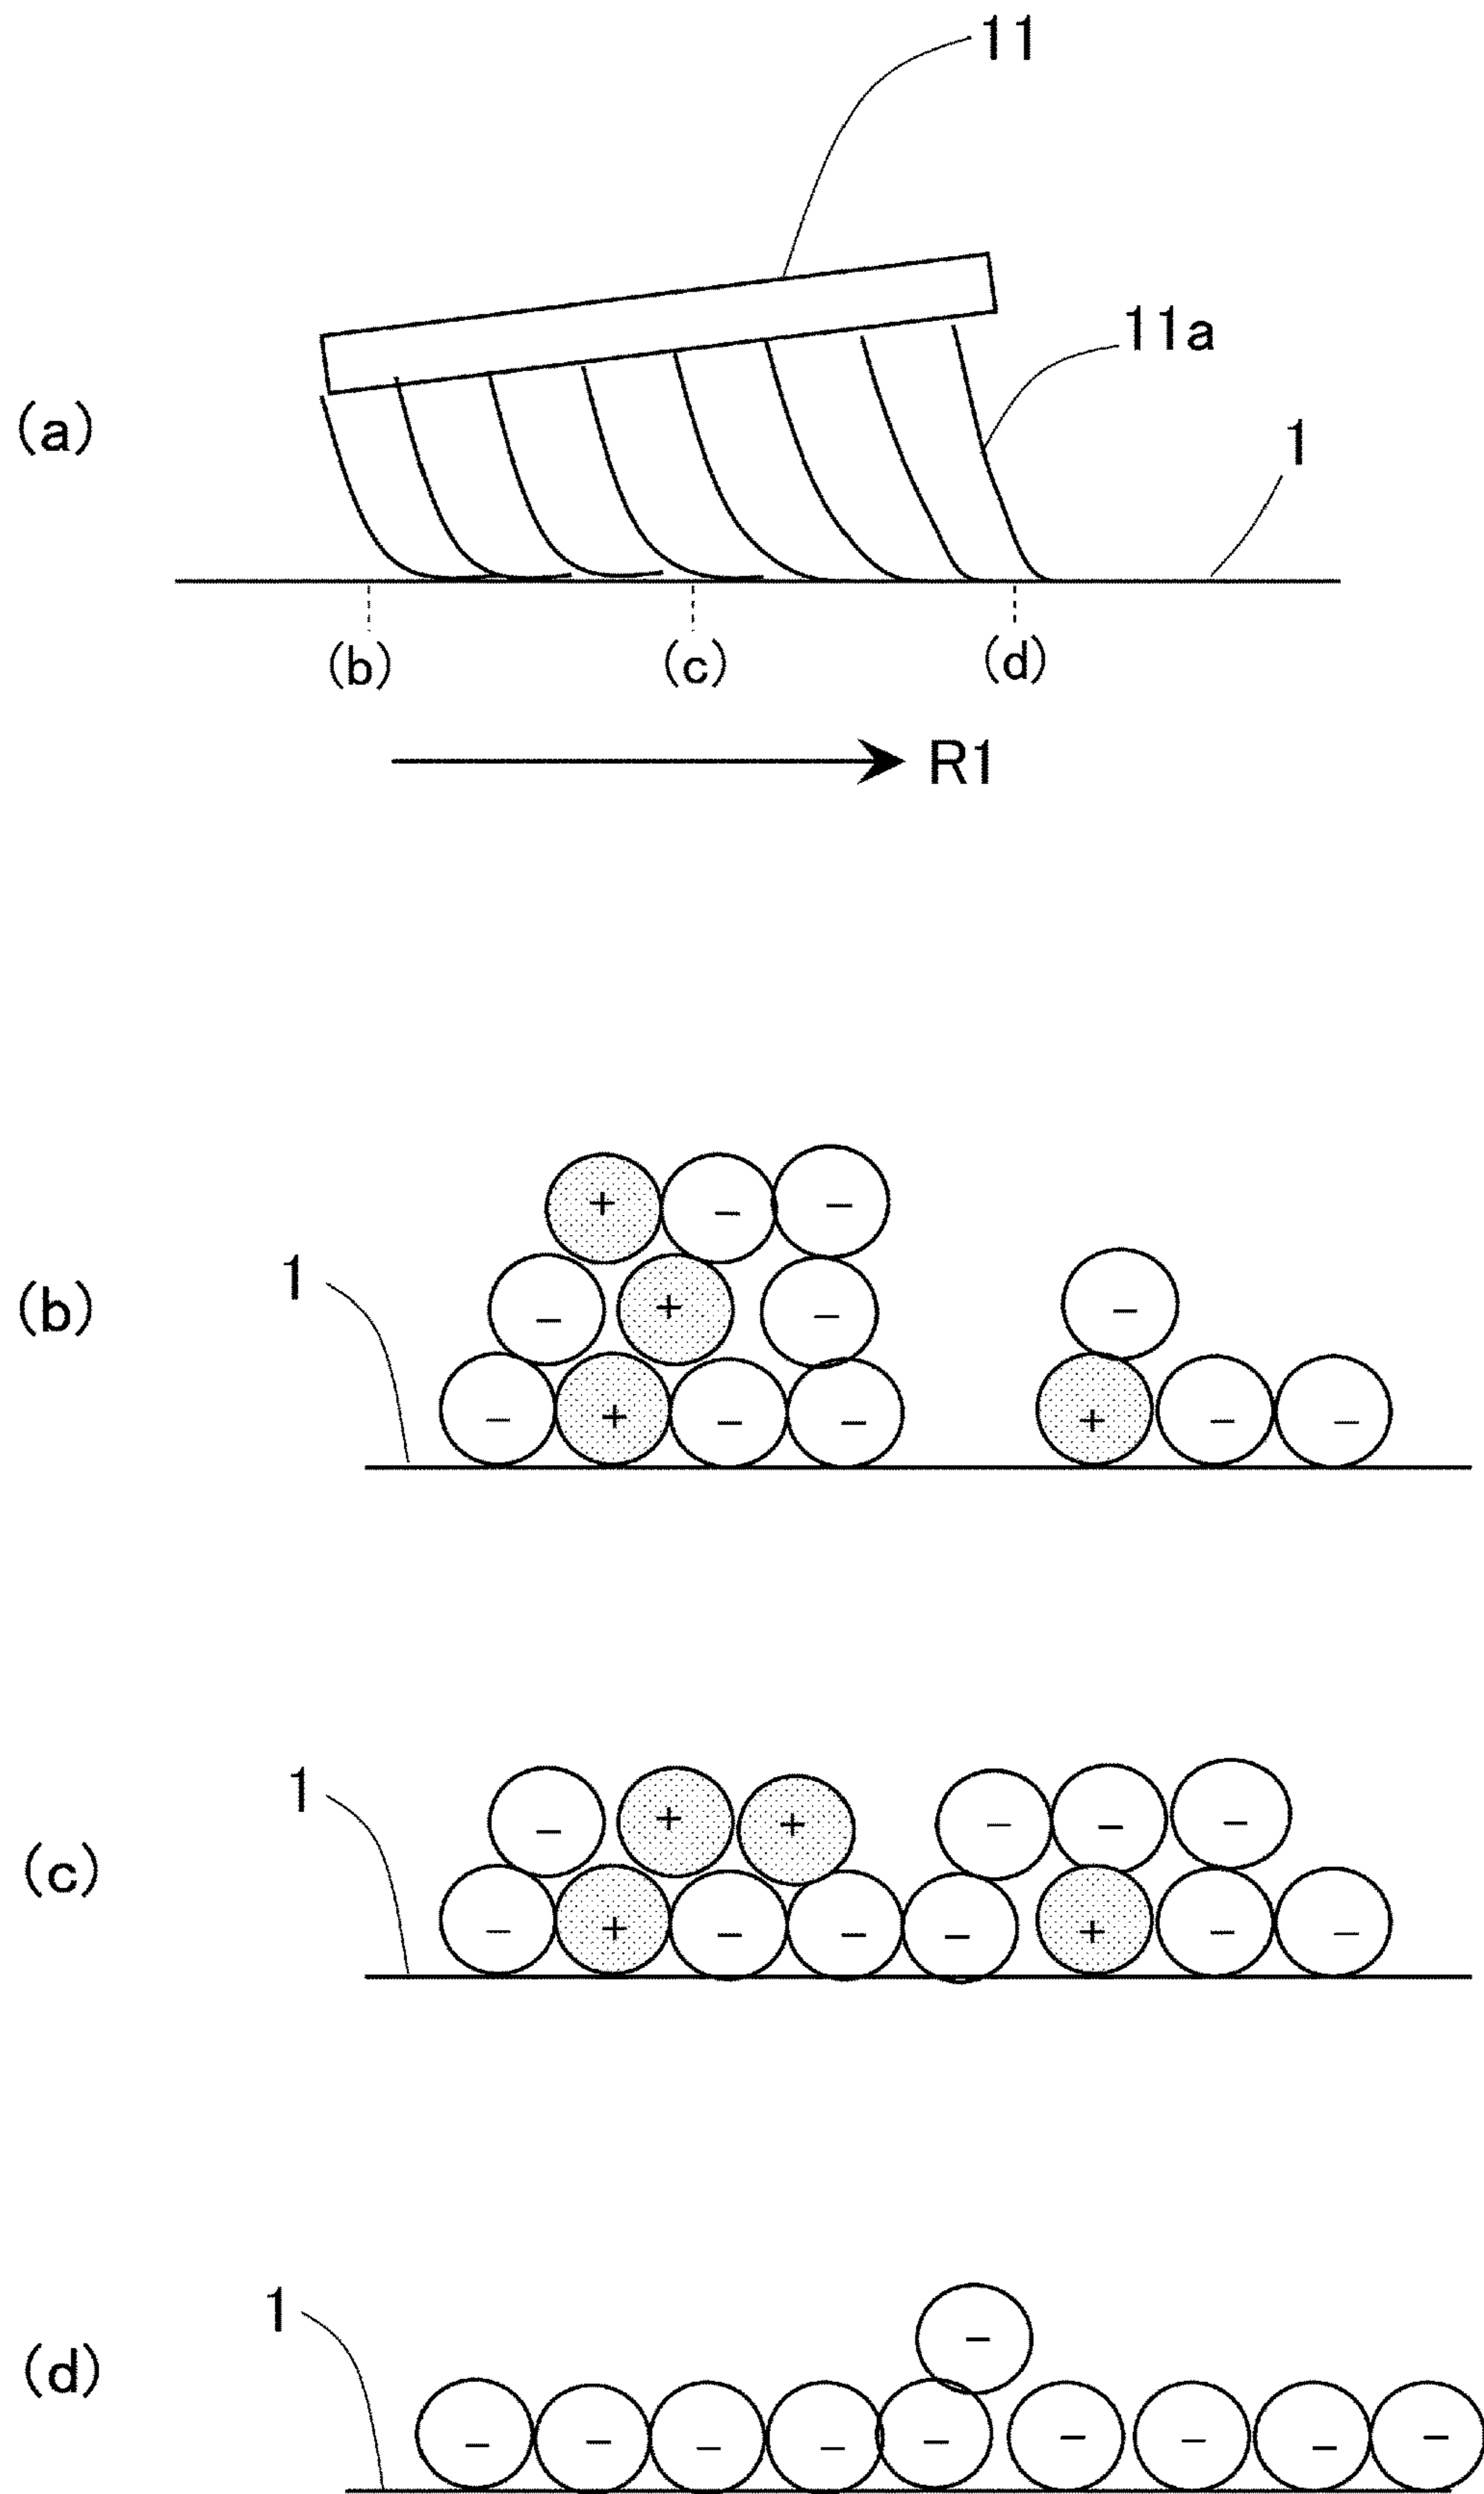 11
11a
(a)
1
(b) (c) (d)
R1
+ − −
1
− + −
−
(b)
− + − −
+ − −
1
− + + − − −
(c)
− + − − − + − −
1
−
(d)
− − − − − − − − −